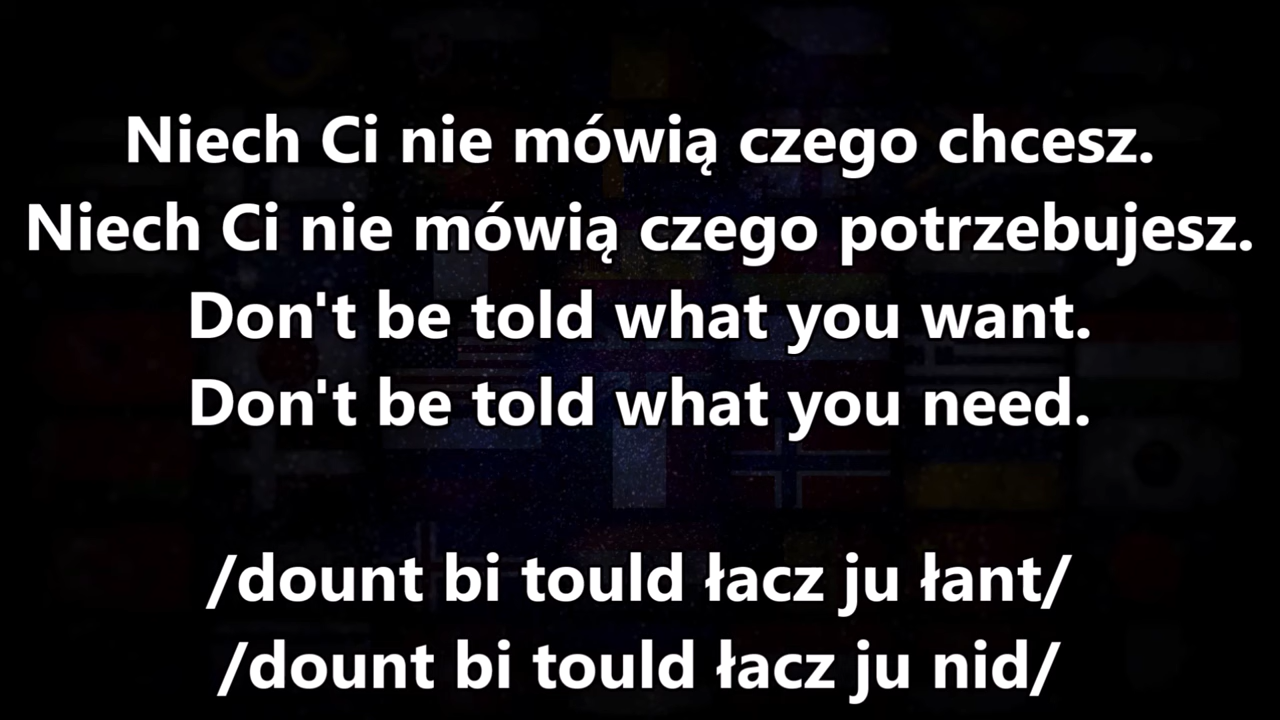 Niech Ci nie mówią czego chcesz.
Niech Ci nie mówią czego potrzebujesz.
Don't be told what you want.
Don't be told what you need.
/dount bi tould łacz ju łant/
/dount bi tould łacz ju nid/